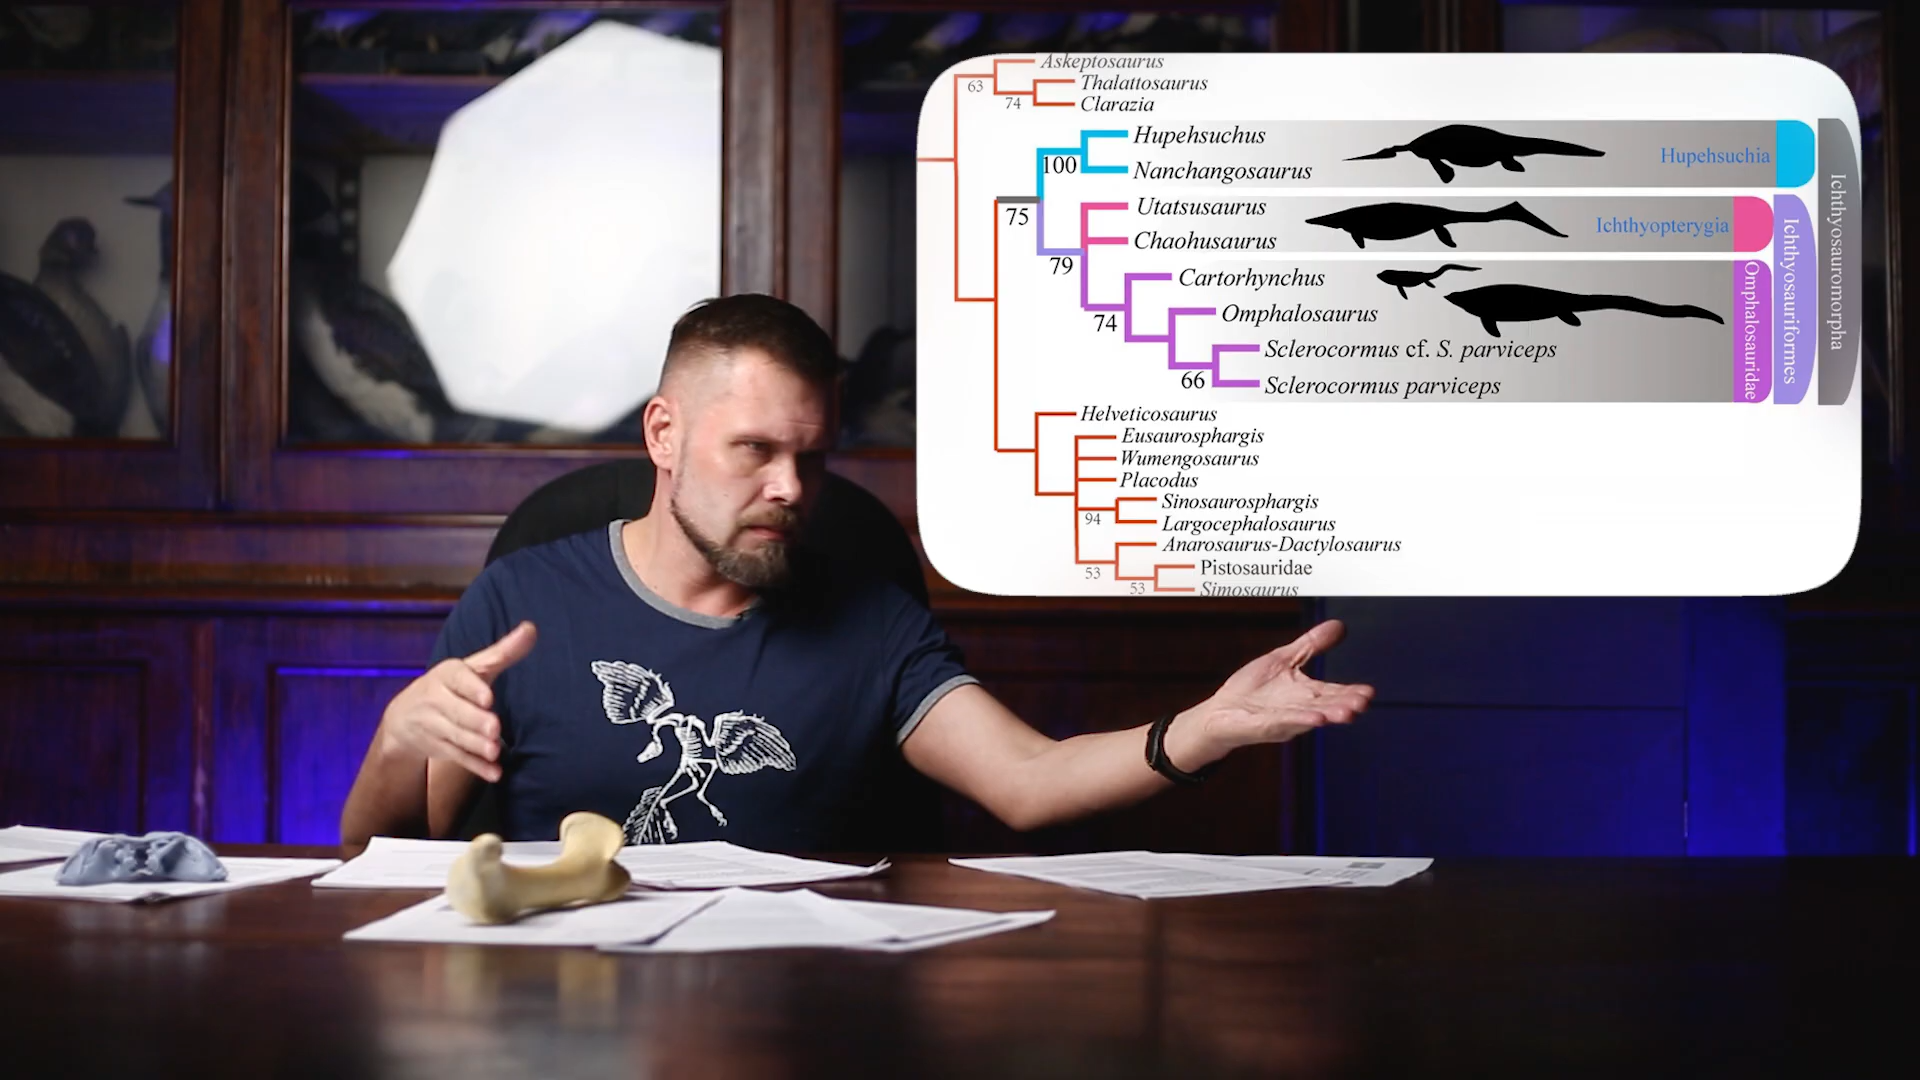 Askeptosaurus
63
Thalattosaurus
74
Clarazia
Hupehsuchus
100
Nanchangosaurus
Hupehsuchia
75
Utatsusaurus
Chaohusaurus
Ichthyopterygia
79
Cartorhynchus
74
Omphalosaurus
Sclerocormus cf. S. parviceps
66
Sclerocormus parviceps
Omphalosauridae
Ichthyosauriformes
Ichthyosauromorpha
Helveticosaurus
Eusaurosphargis
Wumengosaurus
Placodus
Sinosaurosphargis
94
Largocephalosaurus
Anarosaurus-Dactylosaurus
53
Pistosauridae
53
Simosaurus